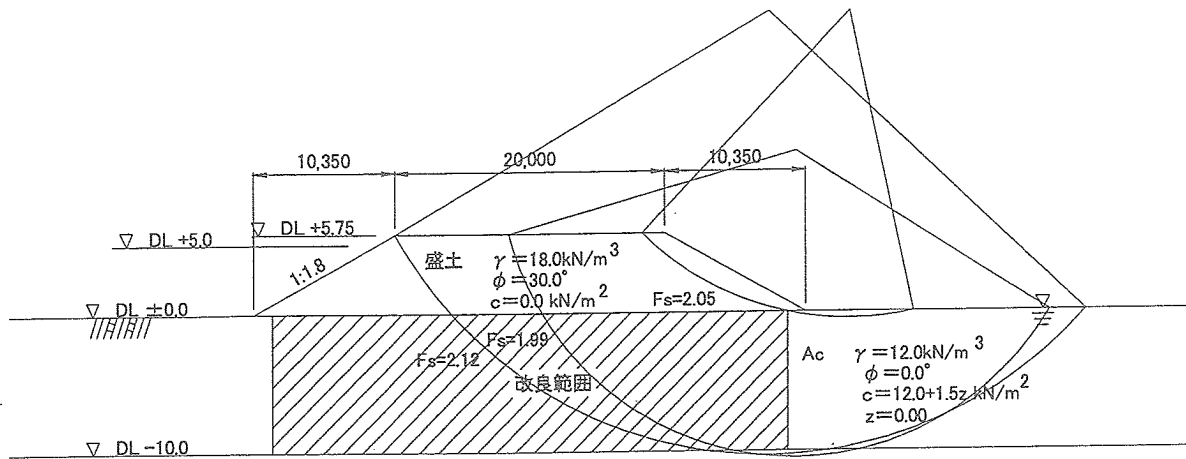 10,350
20,000
10,350
DL +5.75
DL +5.0
1:1.8
盛土
γ=18.0kN/m³
φ=30.0°
c=0.0 kN/m²
Fs=2.05
DL ±0.0
Fs=1.99
Fs=2.12
改良範囲
Ac
γ=12.0kN/m³
φ=0.0°
c=12.0+1.5z kN/m²
z=0.00
DL -10.0